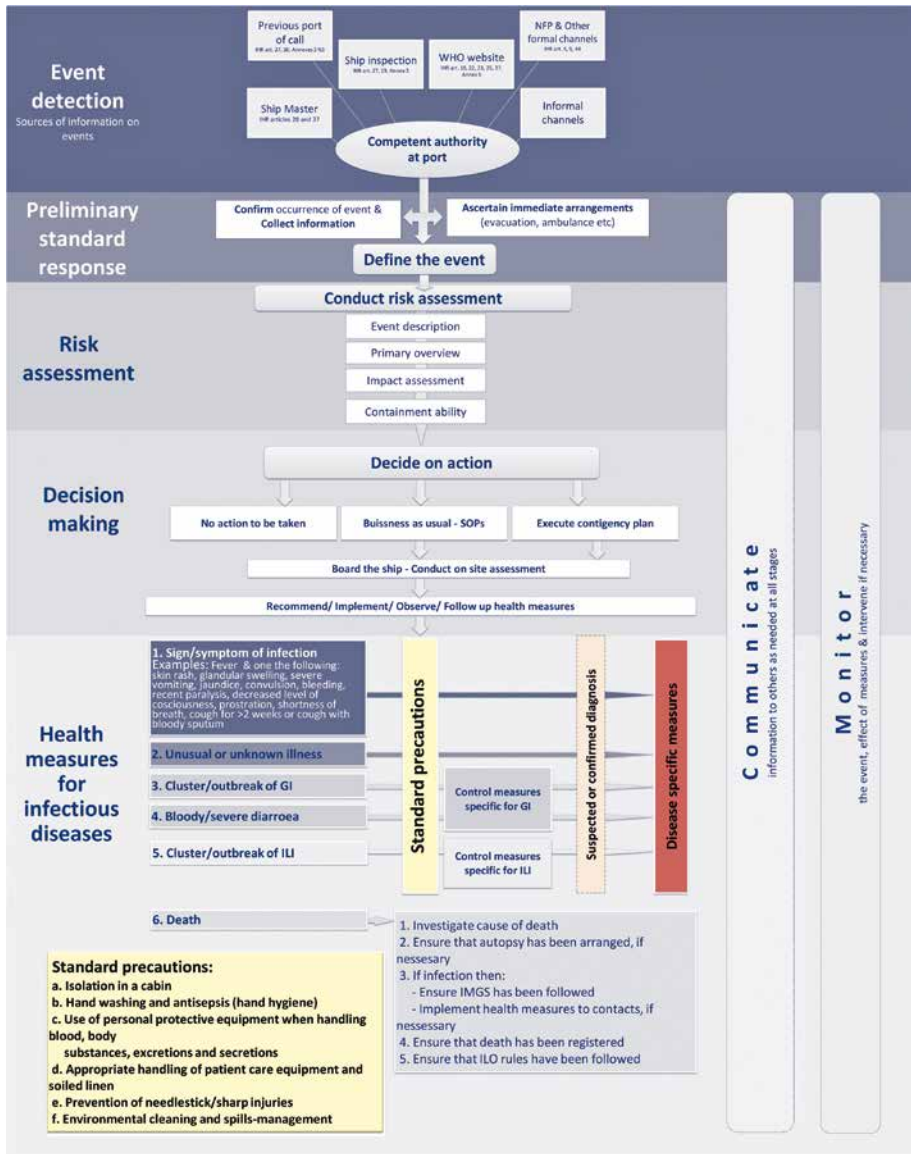 Event
detection
Sources of information on
events
Previous port
of call
Ship inspection
WHO website
NFP & Other
formal channels
Ship Master
IHR articles 28 and 37
Informal
channels
Competent authority
at port
Preliminary
standard
response
Confirm occurrence of event &
Collect information
Ascertain immediate arrangements
(evacuation, ambulance etc)
Define the event
Risk
assessment
Conduct risk assessment
Event description
Primary overview
Impact assessment
Containment ability
Decision
making
Decide on action
No action to be taken
Buissness as usual - SOPs
Execute contigency plan
Board the ship - Conduct on site assessment
Recommend/ Implement/ Observe/ Follow up health measures
Health
measures
for
infectious
diseases
1. Sign/symptom of infection
Examples: Fever & one the following:
skin rash, glandular swelling, severe
vomiting, jaundice, convulsion, bleeding,
recent paralysis, decreased level of
cosciousness, prostration, shortness of
breath, cough for >2 weeks or cough with
bloody sputum
2. Unusual or unknown illness
3. Cluster/outbreak of GI
4. Bloody/severe diarroea
5. Cluster/outbreak of ILI
Standard precautions
Control measures
specific for GI
Control measures
specific for ILI
Suspected or confirmed diagnosis
Disease specific measures
6. Death
1. Investigate cause of death
2. Ensure that autopsy has been arranged, if
nessesary
3. If infection then:
- Ensure IMGS has been followed
- Implement health measures to contacts, if
nessessary
4. Ensure that death has been registered
5. Ensure that ILO rules have been followed
Standard precautions:
a. Isolation in a cabin
b. Hand washing and antisepsis (hand hygiene)
c. Use of personal protective equipment when handling
blood, body
substances, excretions and secretions
d. Appropriate handling of patient care equipment and
soiled linen
e. Prevention of needlestick/sharp injuries
f. Environmental cleaning and spills-management
Communicate
information to others as needed at all stages
Monitor
the event, effect of measures & intervene if necessary